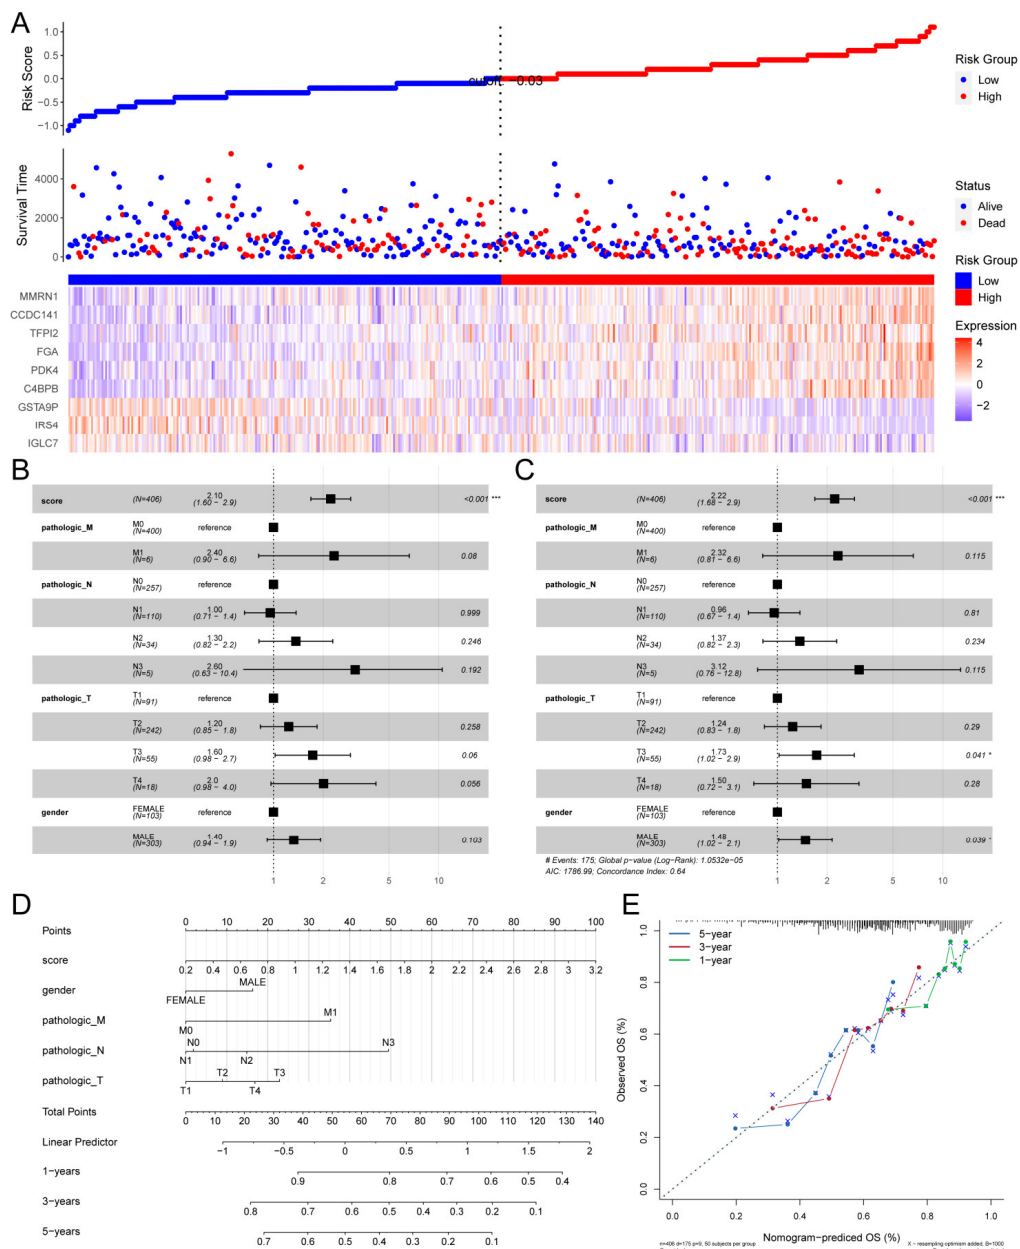 A
Risk Score
1.0
0.5
0.0
−0.5
−1.0
cutoff: −0.03
Risk Group
Low
High
Survival Time
4000
2000
0
Status
Alive
Dead
Risk Group
Low
High
MMRN1
CCDC141
TFPI2
FGA
PDK4
C4BPB
GSTA9P
IRS4
IGLC7
Expression
4
2
0
−2
B
score (N=406) 2.10 (1.60 − 2.9) <0.001 ***
pathologic_M M0 (N=400) reference
M1 (N=6) 2.40 (0.90 − 6.6) 0.08
pathologic_N N0 (N=257) reference
N1 (N=110) 1.00 (0.71 − 1.4) 0.999
N2 (N=34) 1.30 (0.82 − 2.2) 0.246
N3 (N=5) 2.60 (0.63 − 10.4) 0.192
pathologic_T T1 (N=91) reference
T2 (N=242) 1.20 (0.85 − 1.8) 0.258
T3 (N=55) 1.60 (0.98 − 2.7) 0.06
T4 (N=18) 2.0 (0.98 − 4.0) 0.056
gender FEMALE (N=103) reference
MALE (N=303) 1.40 (0.94 − 1.9) 0.103
1 2 5 10
C
score (N=406) 2.22 (1.68 − 2.9) <0.001 ***
pathologic_M M0 (N=400) reference
M1 (N=6) 2.32 (0.81 − 6.6) 0.115
pathologic_N N0 (N=257) reference
N1 (N=110) 0.96 (0.67 − 1.4) 0.81
N2 (N=34) 1.37 (0.82 − 2.3) 0.234
N3 (N=5) 3.12 (0.76 − 12.8) 0.115
pathologic_T T1 (N=91) reference
T2 (N=242) 1.24 (0.83 − 1.8) 0.29
T3 (N=55) 1.73 (1.02 − 2.9) 0.041 *
T4 (N=18) 1.50 (0.72 − 3.1) 0.28
gender FEMALE (N=103) reference
MALE (N=303) 1.48 (1.02 − 2.1) 0.039 *
# Events: 175; Global p−value (Log−Rank): 1.0532e−05
AIC: 1786.99; Concordance Index: 0.64
1 2 5 10
D
Points 0 10 20 30 40 50 60 70 80 90 100
score 0.2 0.4 0.6 0.8 1 1.2 1.4 1.6 1.8 2 2.2 2.4 2.6 2.8 3 3.2
gender MALE
FEMALE
pathologic_M M1
M0
pathologic_N N0 N3
N1 N2
pathologic_T T2 T3
T1 T4
Total Points 0 10 20 30 40 50 60 70 80 90 100 110 120 130 140
Linear Predictor −1 −0.5 0 0.5 1 1.5 2
1−years 0.9 0.8 0.7 0.6 0.5 0.4
3−years 0.8 0.7 0.6 0.5 0.4 0.3 0.2 0.1
5−years 0.7 0.6 0.5 0.4 0.3 0.2 0.1
E
5−year
3−year
1−year
Observed OS (%)
1.0
0.8
0.6
0.4
0.2
0.0
0.0 0.2 0.4 0.6 0.8 1.0
Nomogram−prediced OS (%)
n=406 d=175 p=9, 50 subjects per group
X − resampling optimism added, B=1000